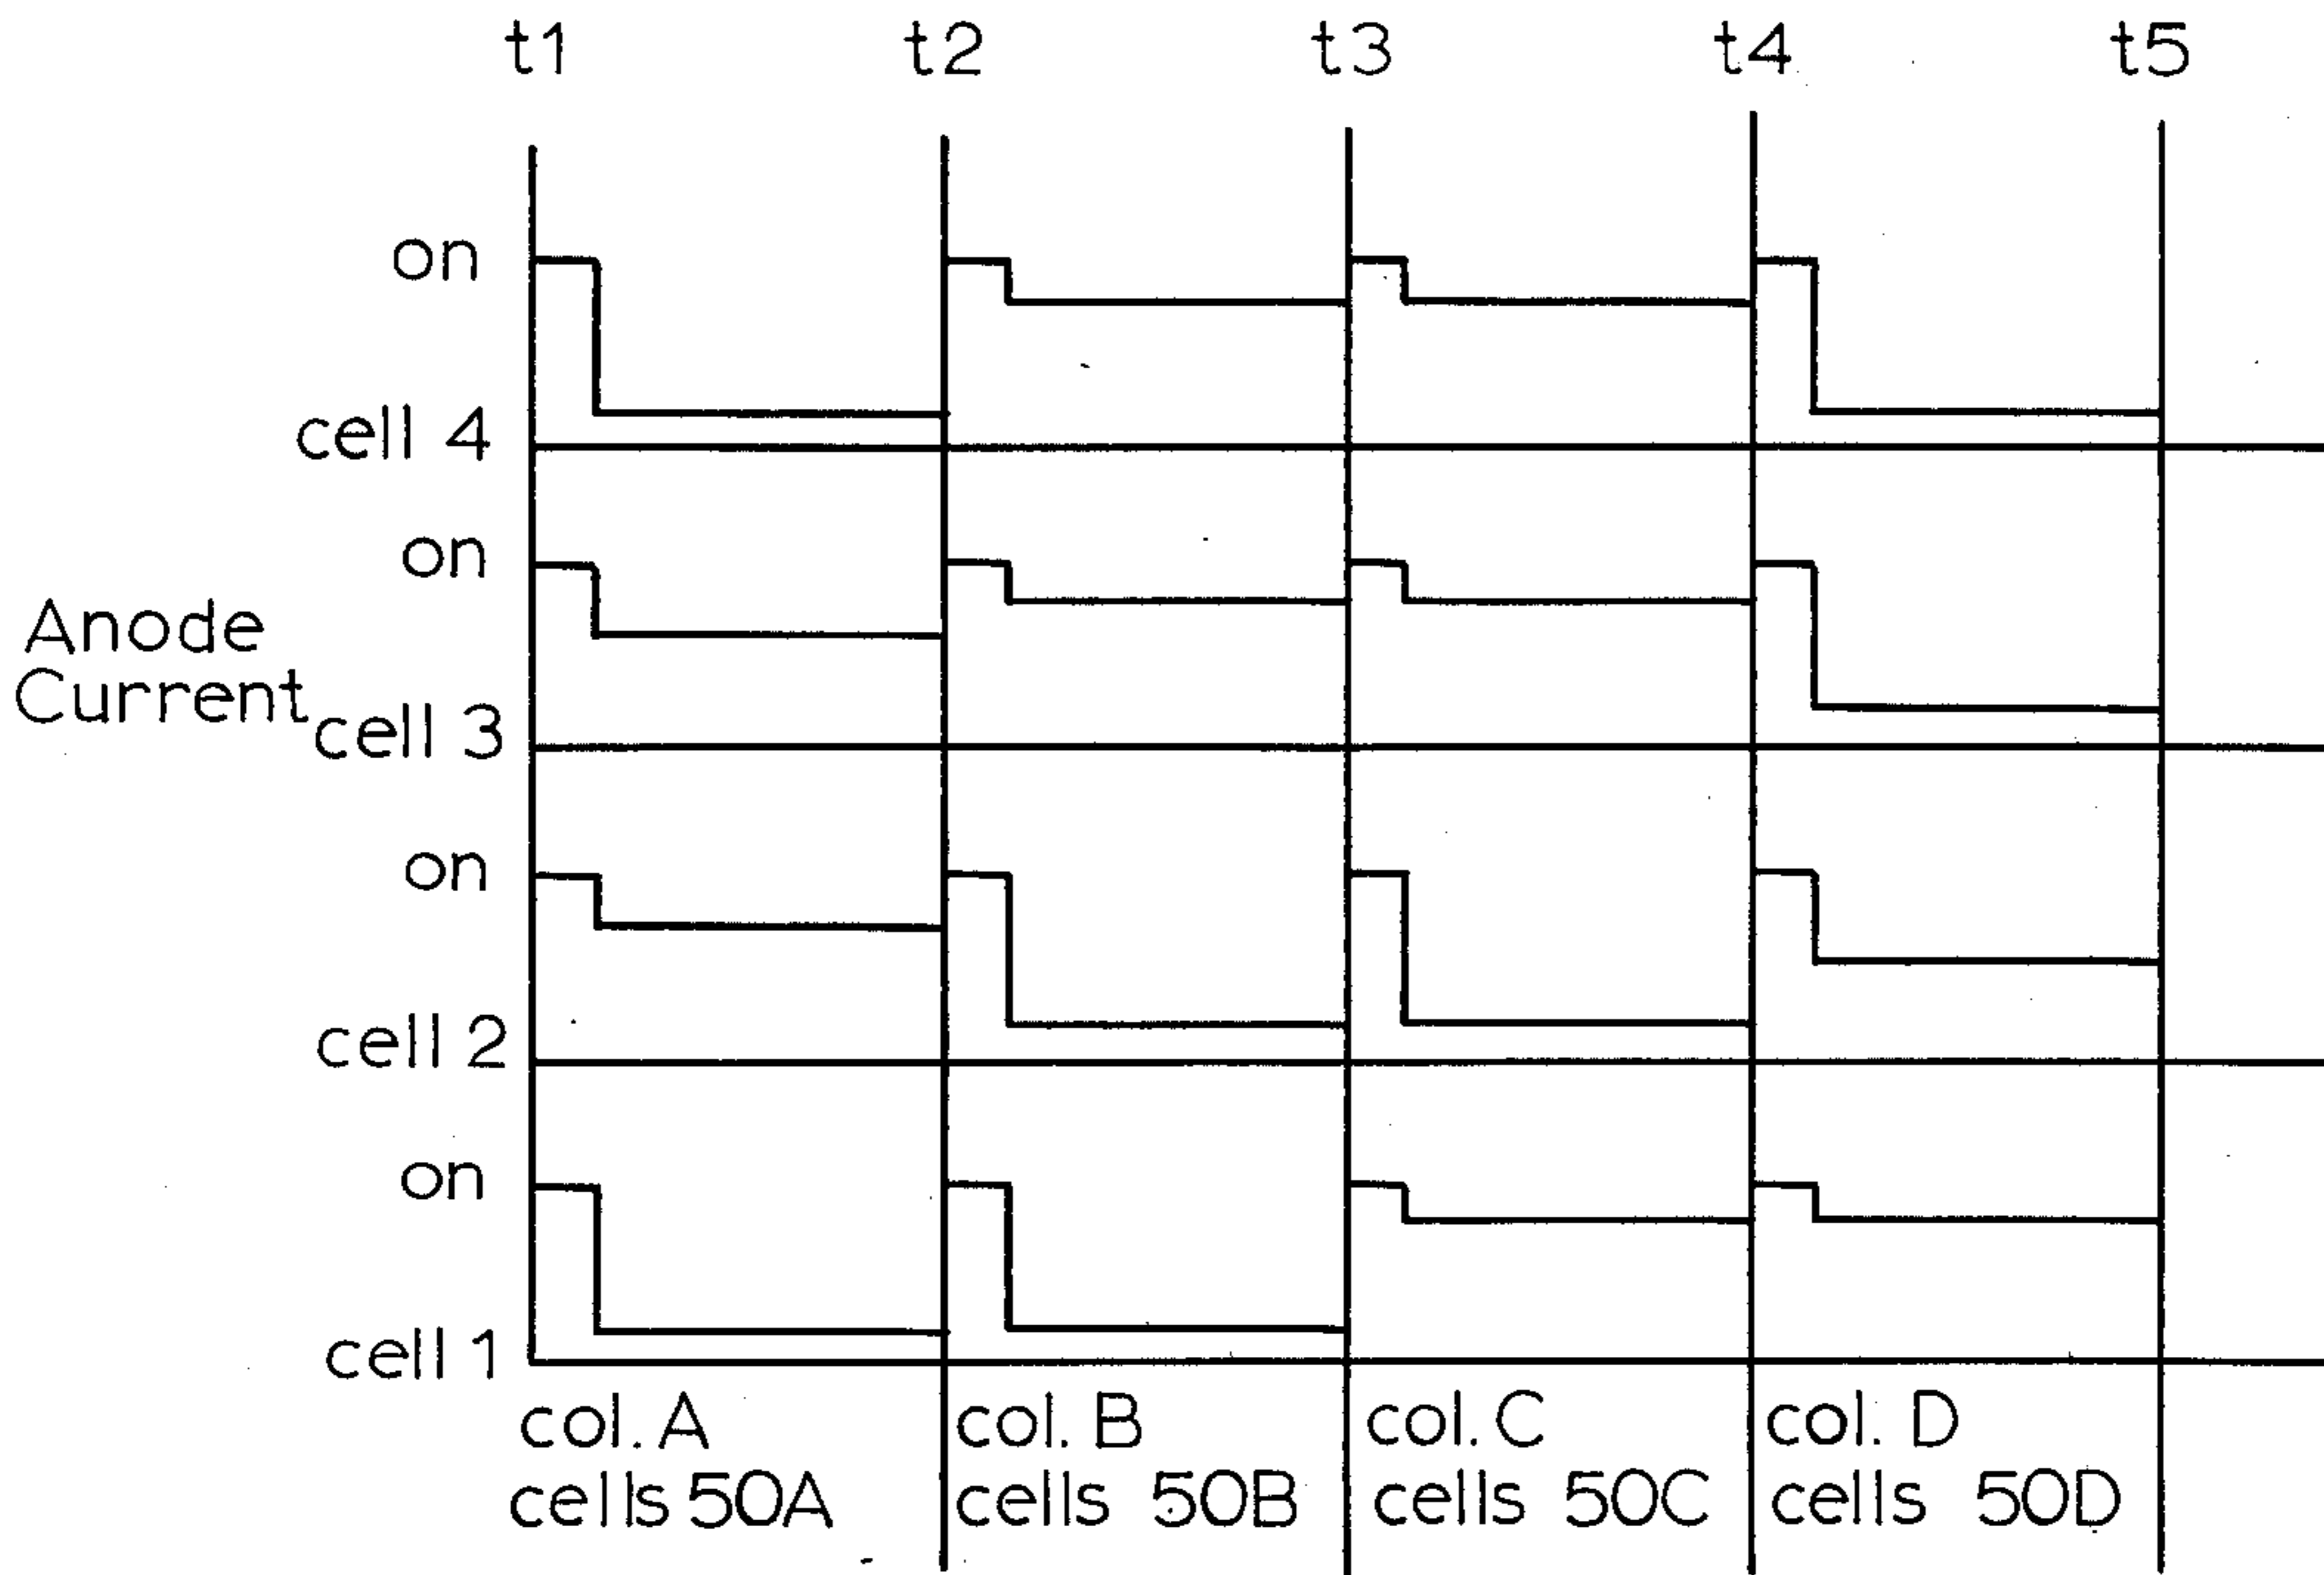 t1 t2 t3 t4 t5
on
cell 4
on
Anode
Current
cell 3
on
cell 2
on
cell 1
col. A col. B col. C col. D
cells 50A cells 50B cells 50C cells 50D